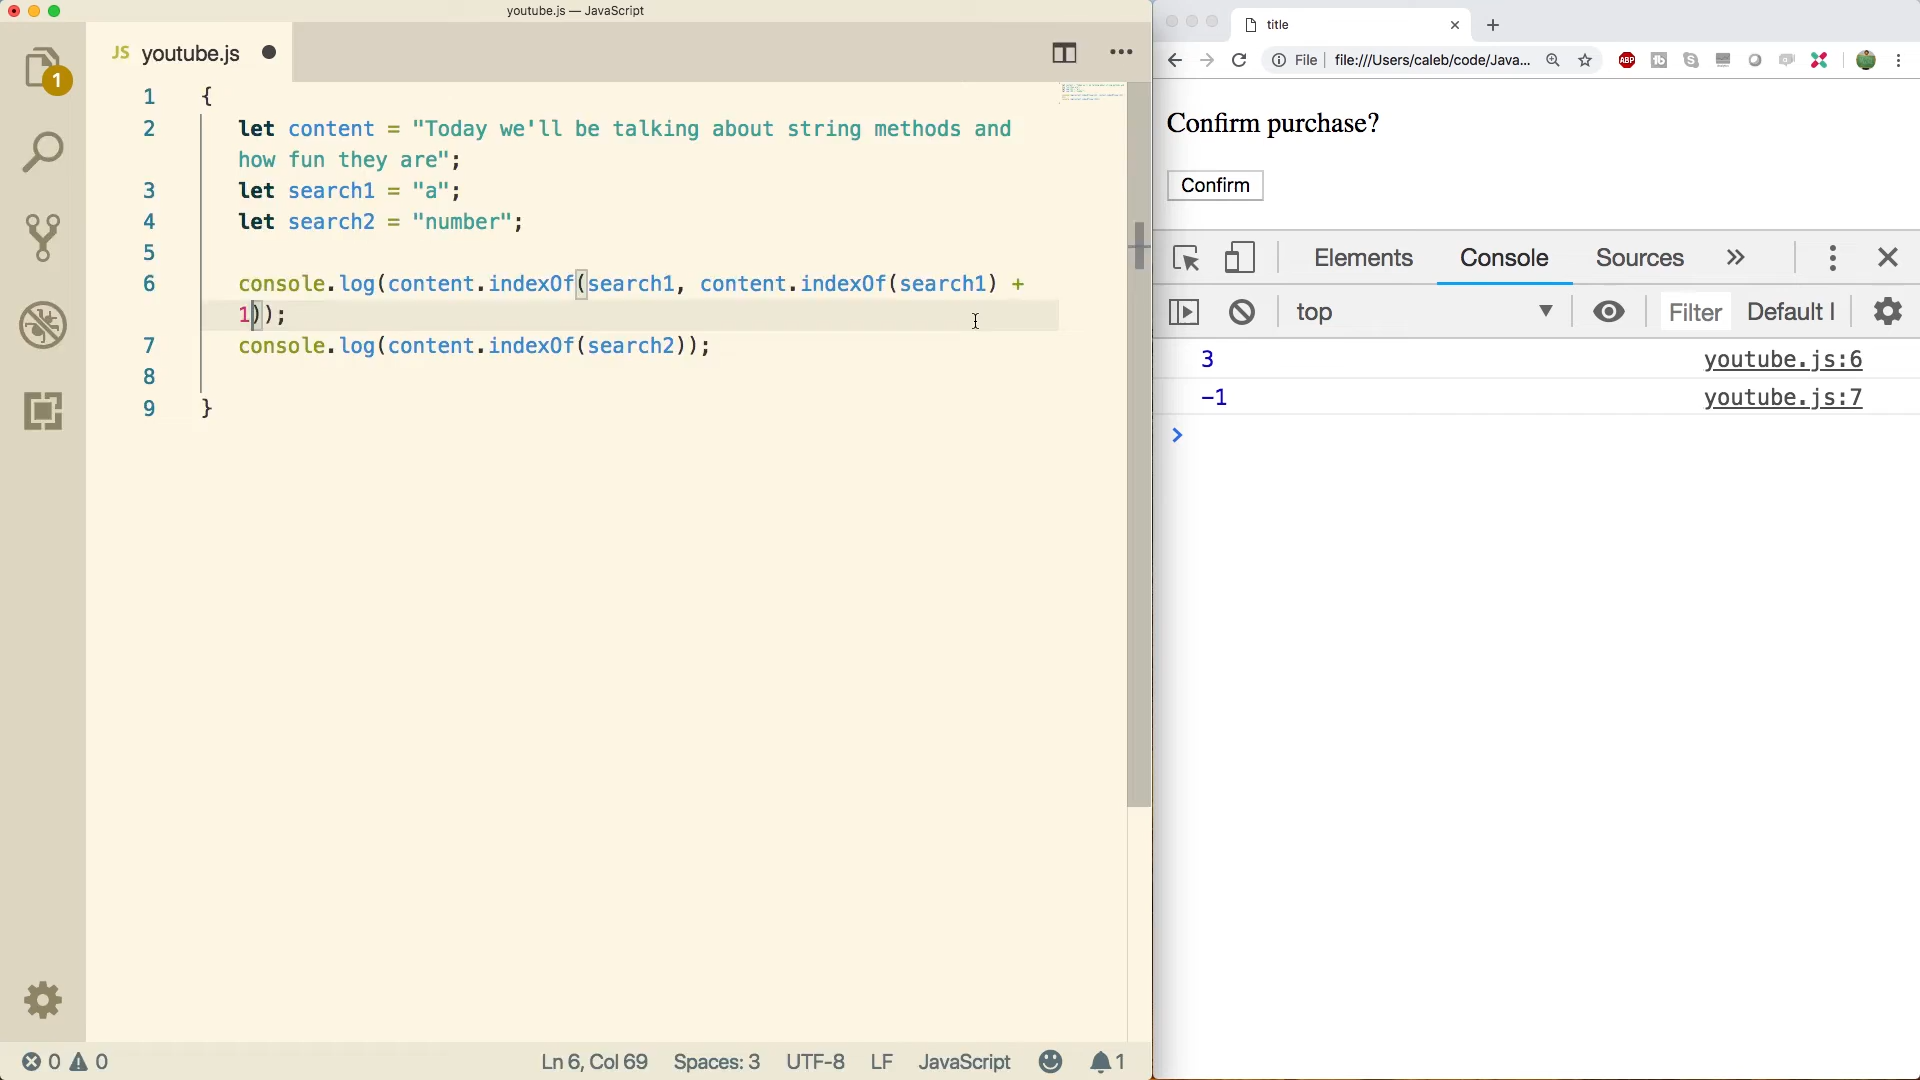 youtube.js — JavaScript
JS youtube.js
1
1 {
2 let content = "Today we'll be talking about string methods and
how fun they are";
3 let search1 = "a";
4 let search2 = "number";
5
6 console.log(content.indexOf(search1, content.indexOf(search1) +
1));
7 console.log(content.indexOf(search2));
8
9 }
0 0 Ln 6, Col 69 Spaces: 3 UTF-8 LF JavaScript 1
title
File file:///Users/caleb/code/Java...
ABP
Confirm purchase?
Confirm
Elements Console Sources »
top Filter Default l
3 youtube.js:6
-1 youtube.js:7
>